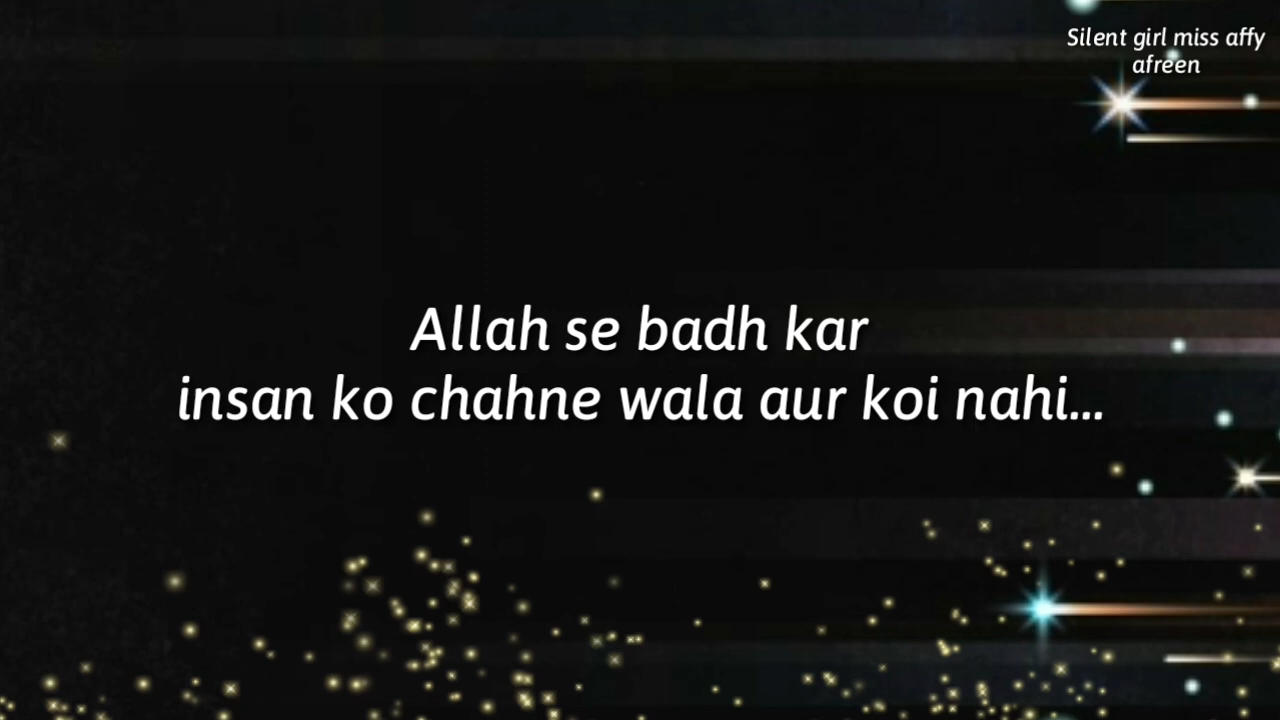 Silent girl miss affy
afreen
Allah se badh kar
insan ko chahne wala aur koi nahi...